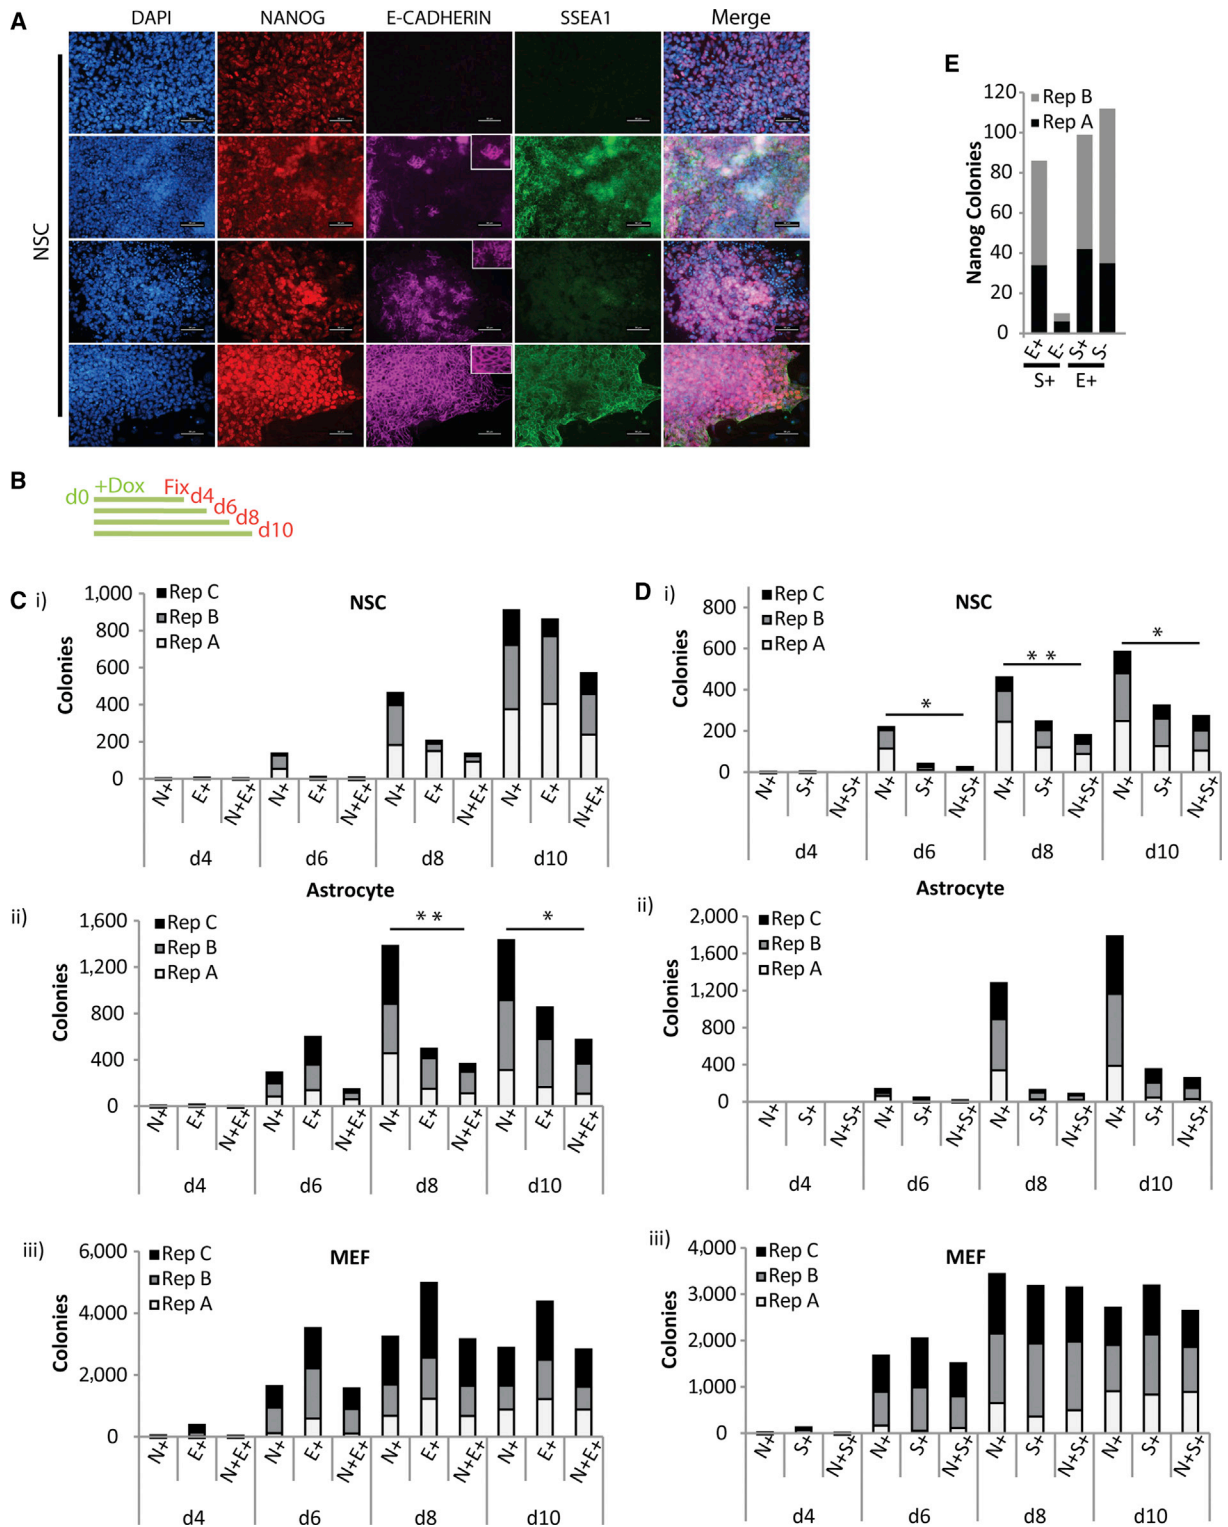 A
DAPI NANOG E-CADHERIN SSEA1 Merge
NSC
E
120
100
80
60
40
20
0
Nanog Colonies
Rep B
Rep A
E+ E- S+ S-
S+ E+
B
d0 +Dox Fix d4
d6
d8
d10
C i)
NSC
Rep C
Rep B
Rep A
Colonies
1,000
800
600
400
200
0
N+ E+ N+E+ N+ E+ N+E+ N+ E+ N+E+ N+ E+ N+E+
d4 d6 d8 d10
ii)
Astrocyte
Rep C
Rep B
Rep A
Colonies
1,600
1,200
800
400
0
* * *
N+ E+ N+E+ N+ E+ N+E+ N+ E+ N+E+ N+ E+ N+E+
d4 d6 d8 d10
iii)
MEF
Rep C
Rep B
Rep A
Colonies
6,000
4,000
2,000
0
N+ E+ N+E+ N+ E+ N+E+ N+ E+ N+E+ N+ E+ N+E+
d4 d6 d8 d10
D i)
NSC
Rep C
Rep B
Rep A
Colonies
800
600
400
200
0
* * * *
N+ S+ N+S+ N+ S+ N+S+ N+ S+ N+S+ N+ S+ N+S+
d4 d6 d8 d10
ii)
Astrocyte
Rep C
Rep B
Rep A
Colonies
2,000
1,600
1,200
800
400
0
N+ S+ N+S+ N+ S+ N+S+ N+ S+ N+S+ N+ S+ N+S+
d4 d6 d8 d10
iii)
MEF
Rep C
Rep B
Rep A
Colonies
4,000
3,000
2,000
1,000
0
N+ S+ N+S+ N+ S+ N+S+ N+ S+ N+S+ N+ S+ N+S+
d4 d6 d8 d10